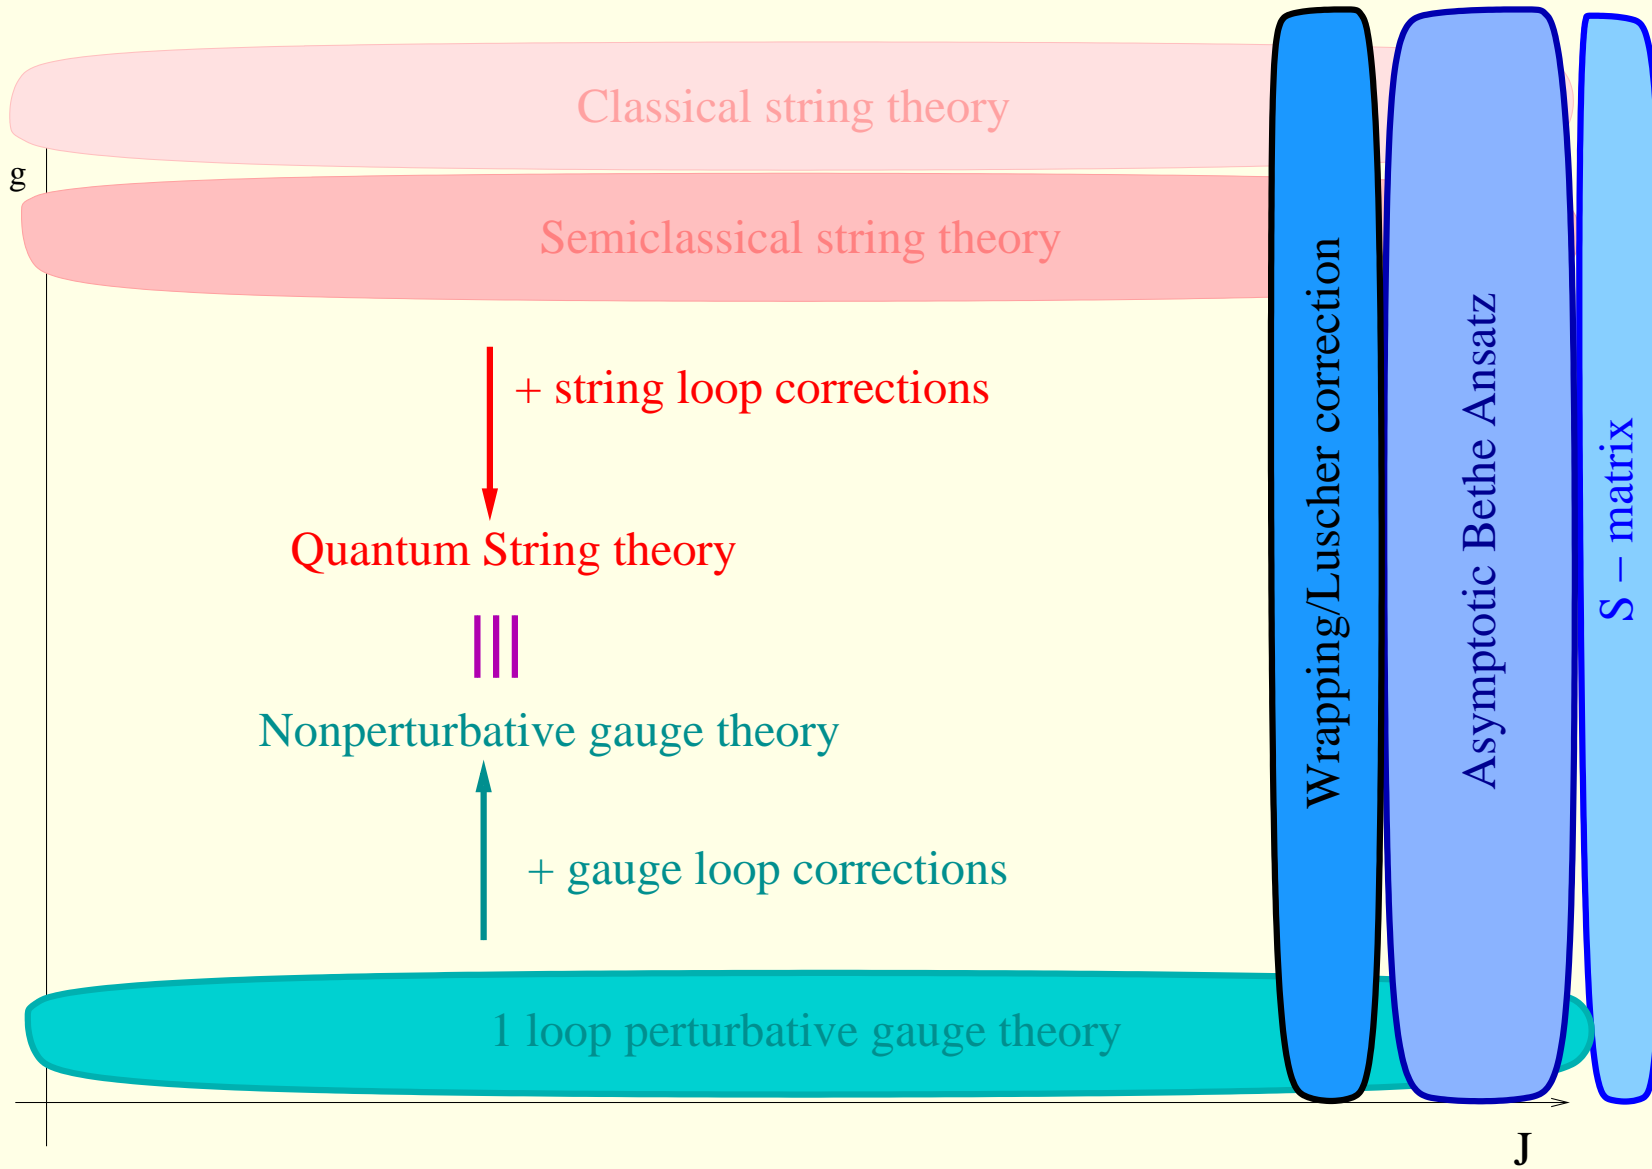 Classical string theory
g
Semiclassical string theory
+ string loop corrections
Quantum String theory
Nonperturbative gauge theory
+ gauge loop corrections
1 loop perturbative gauge theory
Wrapping/Luscher correction
Asymptotic Bethe Ansatz
S – matrix
J